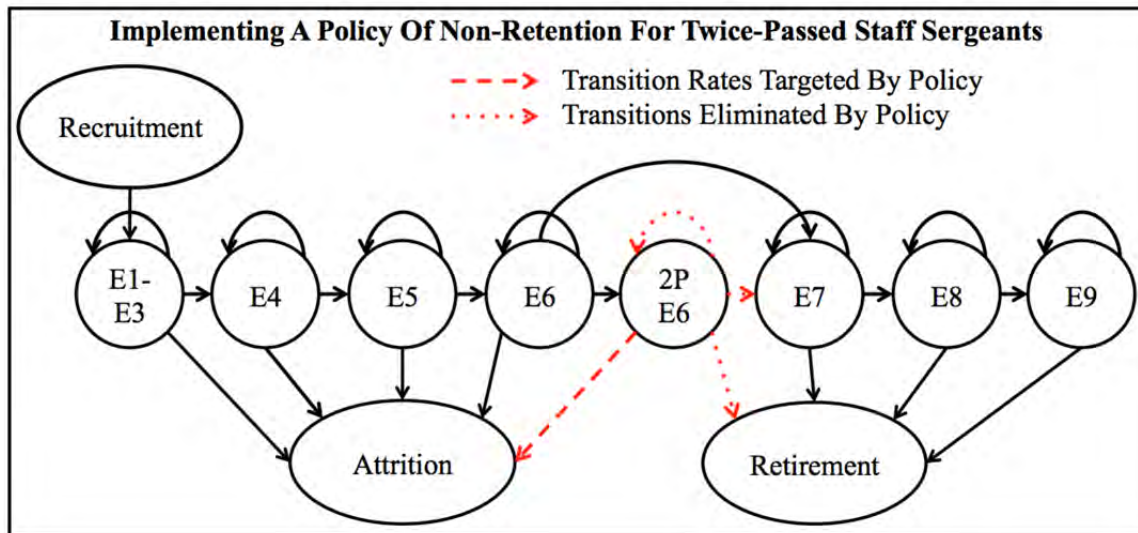 Implementing A Policy Of Non-Retention For Twice-Passed Staff Sergeants
Transition Rates Targeted By Policy
Transitions Eliminated By Policy
Recruitment
E1-
E3
E4
E5
E6
2P
E6
E7
E8
E9
Attrition
Retirement